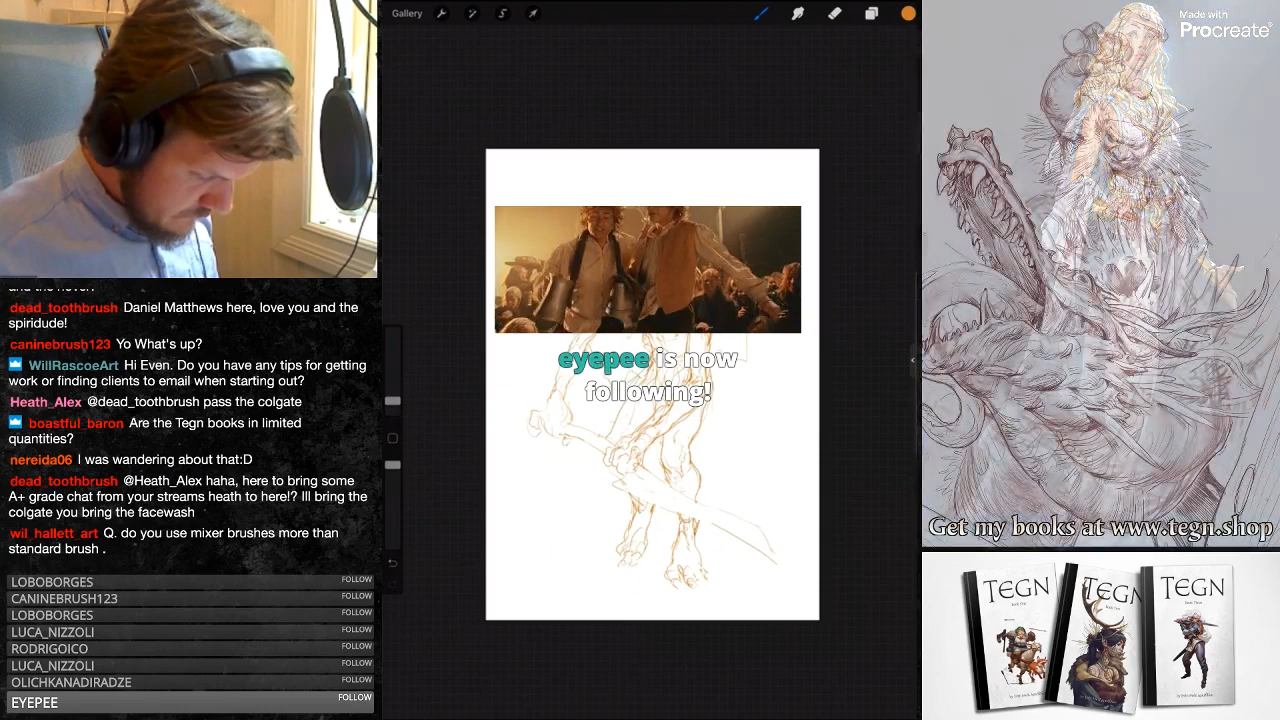 Gallery
Made with
Procreate
dead_toothbrush Daniel Matthews here, love you and the
spiridude!
caninebrush123 Yo What's up?
WillRascoeArt Hi Even. Do you have any tips for getting
work or finding clients to email when starting out?
Heath_Alex @dead_toothbrush pass the colgate
boastful_baron Are the Tegn books in limited
quantities?
nereida06 I was wandering about that:D
dead_toothbrush @Heath_Alex haha, here to bring some
A+ grade chat from your streams heath to here!? Ill bring the
colgate you bring the facewash
wil_hallett_art Q. do you use mixer brushes more than
standard brush .
LOBOBORGES FOLLOW
CANINEBRUSH123 FOLLOW
LOBOBORGES FOLLOW
LUCA_NIZZOLI FOLLOW
RODRIGOICO FOLLOW
LUCA_NIZZOLI FOLLOW
OLICHKANADIRADZE FOLLOW
EYEPEE FOLLOW
eyepee is now
following!
Get my books at www.tegn.shop
TEGN
TEGN
TEGN